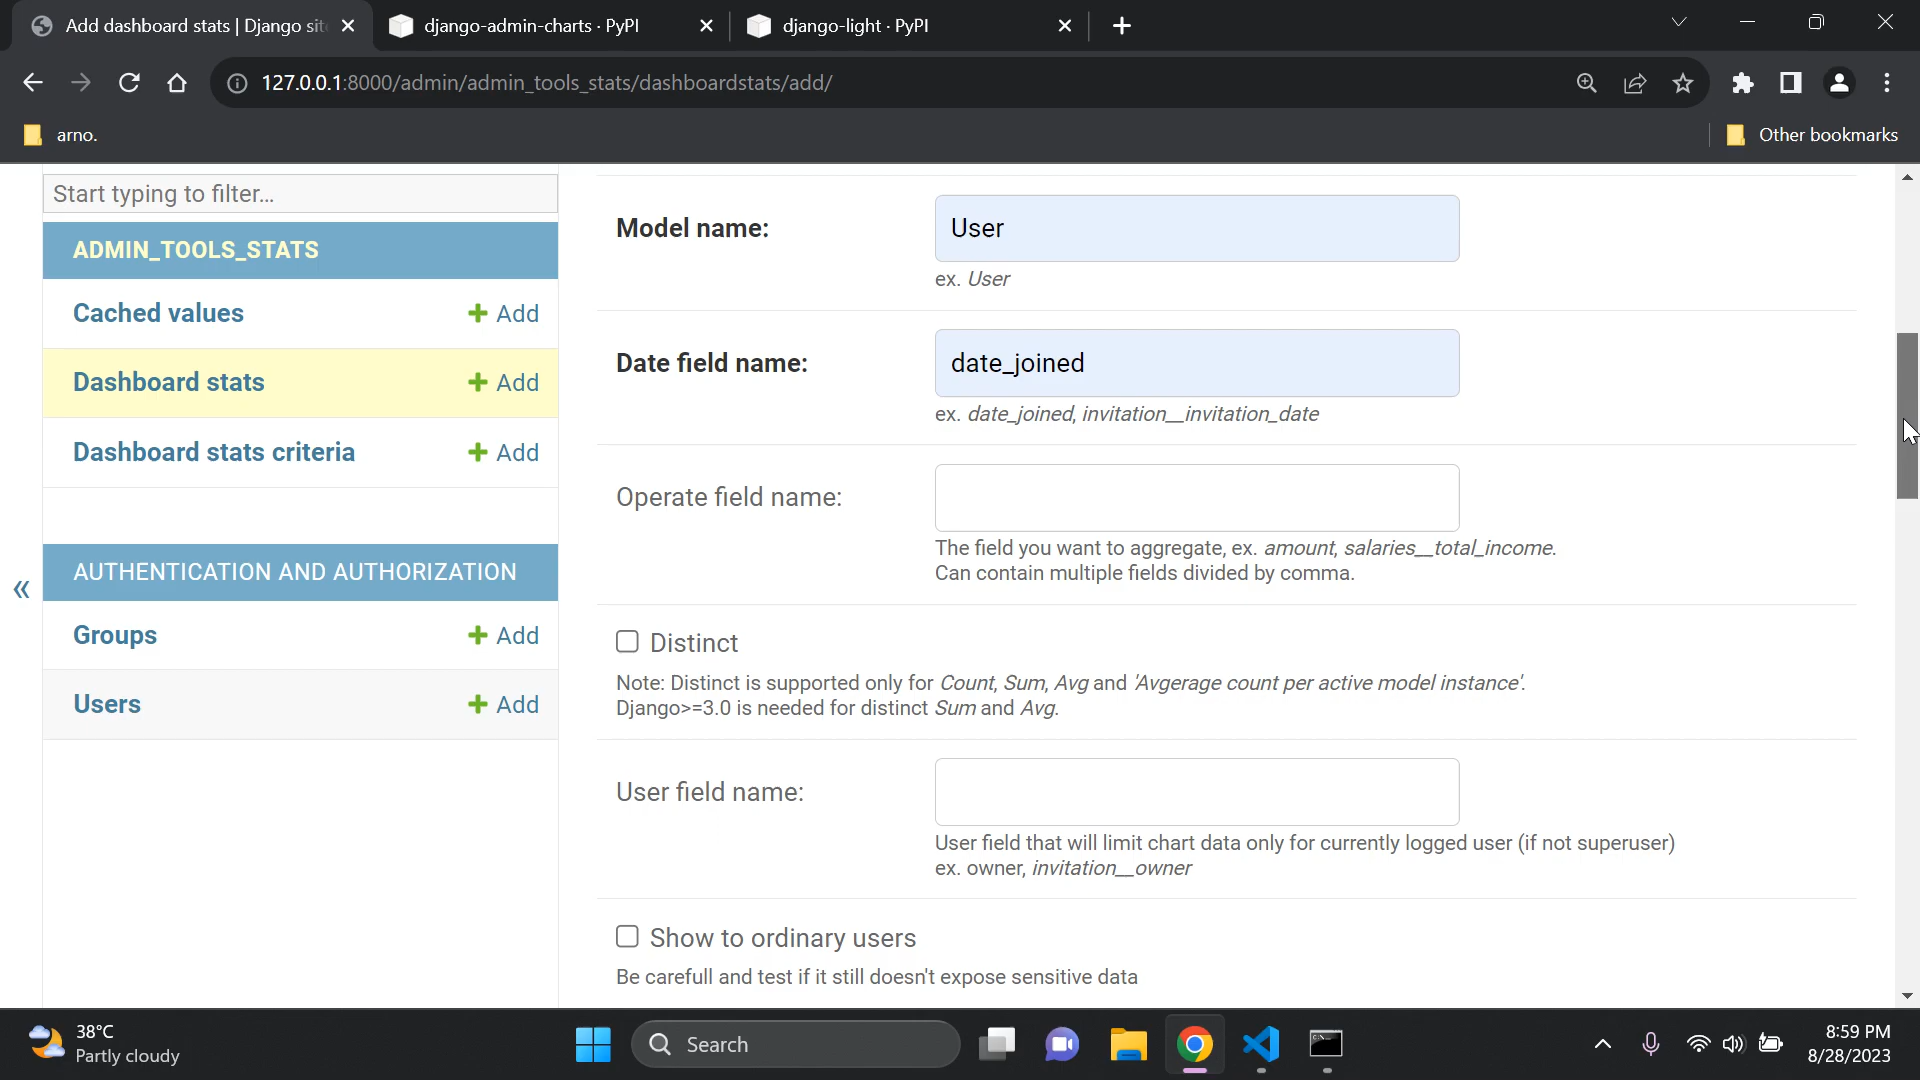 Add dashboard stats | Django sit
django-admin-charts · PyPI
django-light · PyPI
127.0.0.1:8000/admin/admin_tools_stats/dashboardstats/add/
arno.
Other bookmarks
Start typing to filter...
ADMIN_TOOLS_STATS
Cached values
Add
Dashboard stats
Add
Dashboard stats criteria
Add
AUTHENTICATION AND AUTHORIZATION
Groups
Add
Users
Add
Model name:
User
ex. User
Date field name:
date_joined
ex. date_joined, invitation__invitation_date
Operate field name:
The field you want to aggregate, ex. amount, salaries__total_income.
Can contain multiple fields divided by comma.
Distinct
Note: Distinct is supported only for Count, Sum, Avg and 'Avgerage count per active model instance'.
Django>=3.0 is needed for distinct Sum and Avg.
User field name:
User field that will limit chart data only for currently logged user (if not superuser)
ex. owner, invitation__owner
Show to ordinary users
Be carefull and test if it still doesn't expose sensitive data
38°C
Partly cloudy
Search
8:59 PM
8/28/2023